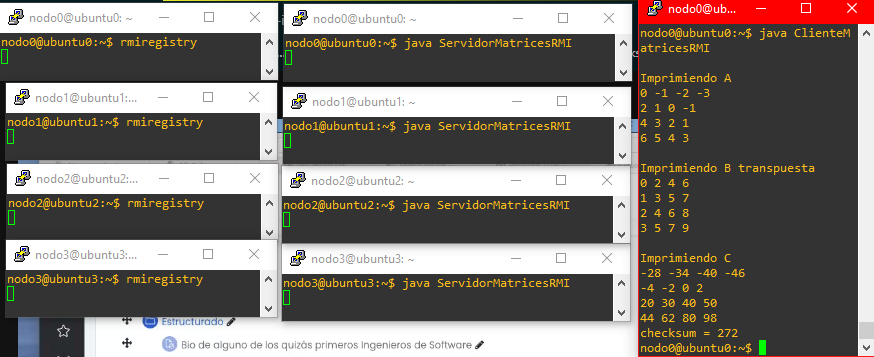 nodo0@ubuntu0: ~
nodo0@ubuntu0:~$ rmiregistry
nodo1@ubuntu1:...
nodo1@ubuntu1:~$ rmiregistry
nodo2@ubuntu2:...
nodo2@ubuntu2:~$ rmiregistry
nodo3@ubuntu3:...
nodo3@ubuntu3:~$ rmiregistry
nodo0@ubuntu0: ~
nodo0@ubuntu0:~$ java ServidorMatricesRMI
nodo1@ubuntu1: ~
nodo1@ubuntu1:~$ java ServidorMatricesRMI
nodo2@ubuntu2: ~
nodo2@ubuntu2:~$ java ServidorMatricesRMI
nodo3@ubuntu3: ~
nodo3@ubuntu3:~$ java ServidorMatricesRMI
Estructurado
Bio de alguno de los quizás primeros Ingenieros de Software
nodo0@ub...
nodo0@ubuntu0:~$ java ClienteM
atricesRMI
Imprimiendo A
0 -1 -2 -3
2 1 0 -1
4 3 2 1
6 5 4 3
Imprimiendo B transpuesta
0 2 4 6
1 3 5 7
2 4 6 8
3 5 7 9
Imprimiendo C
-28 -34 -40 -46
-4 -2 0 2
20 30 40 50
44 62 80 98
checksum = 272
nodo0@ubuntu0:~$